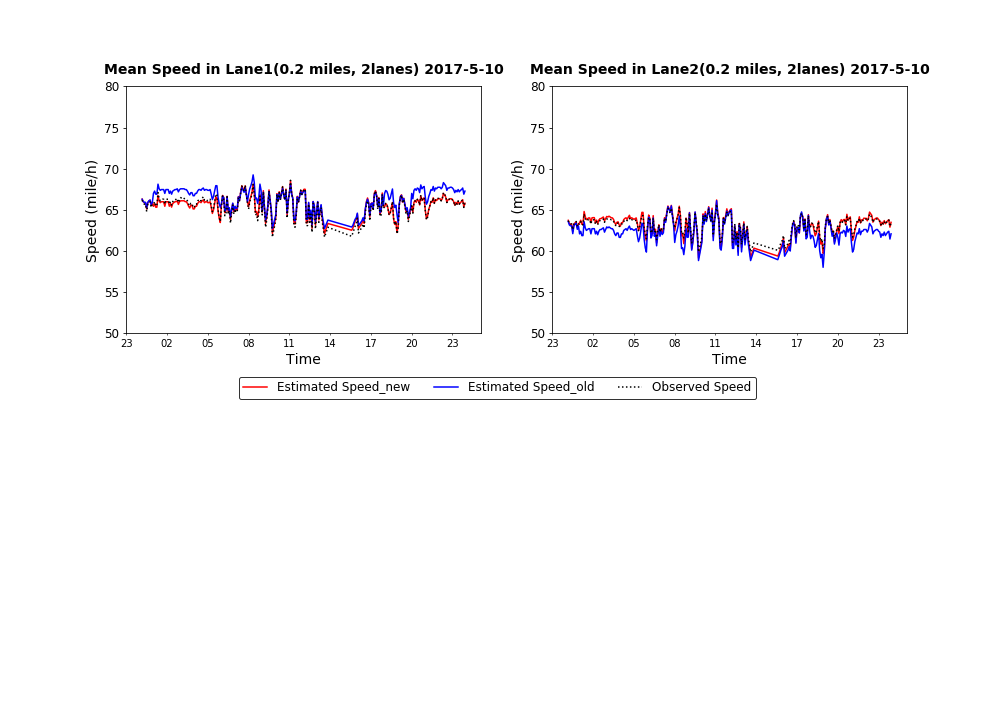 Mean Speed in Lane1(0.2 miles, 2lanes) 2017-5-10
80
75
70
65
60
55
50
Speed (mile/h)
23 02 05 08 11 14 17 20 23
Time
Mean Speed in Lane2(0.2 miles, 2lanes) 2017-5-10
80
75
70
65
60
55
50
Speed (mile/h)
23 02 05 08 11 14 17 20 23
Time
Estimated Speed_new Estimated Speed_old Observed Speed